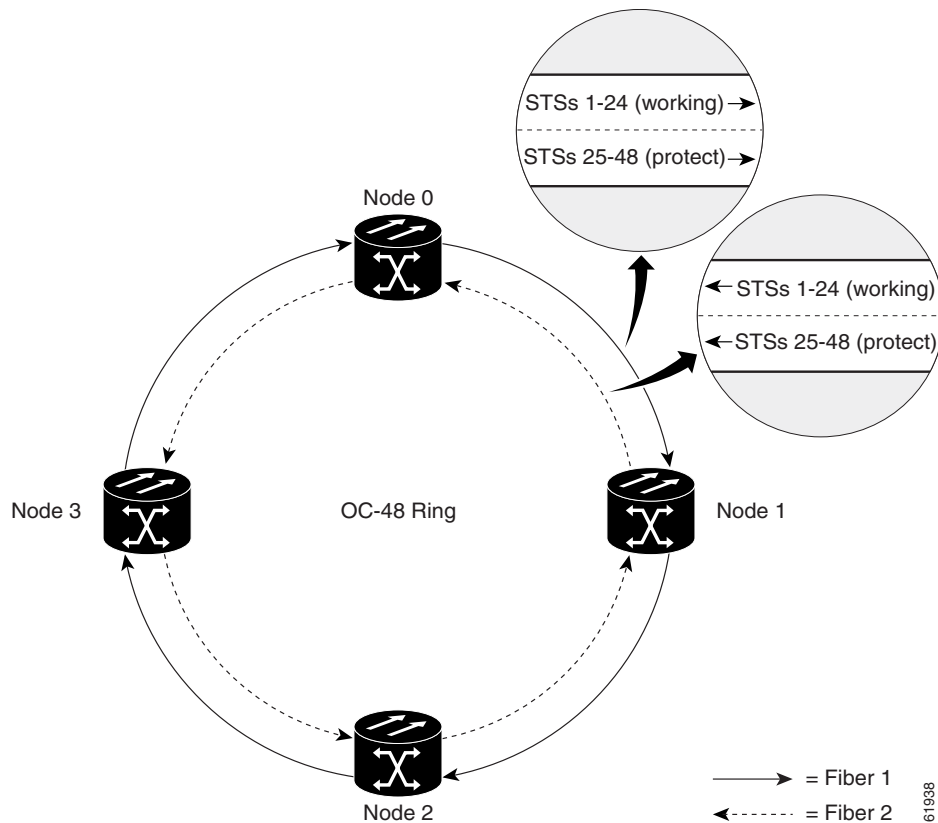 STSs 1-24 (working)
STSs 25-48 (protect)
Node 0
STSs 1-24 (working)
STSs 25-48 (protect)
Node 3
OC-48 Ring
Node 1
Node 2
= Fiber 1
= Fiber 2
61938